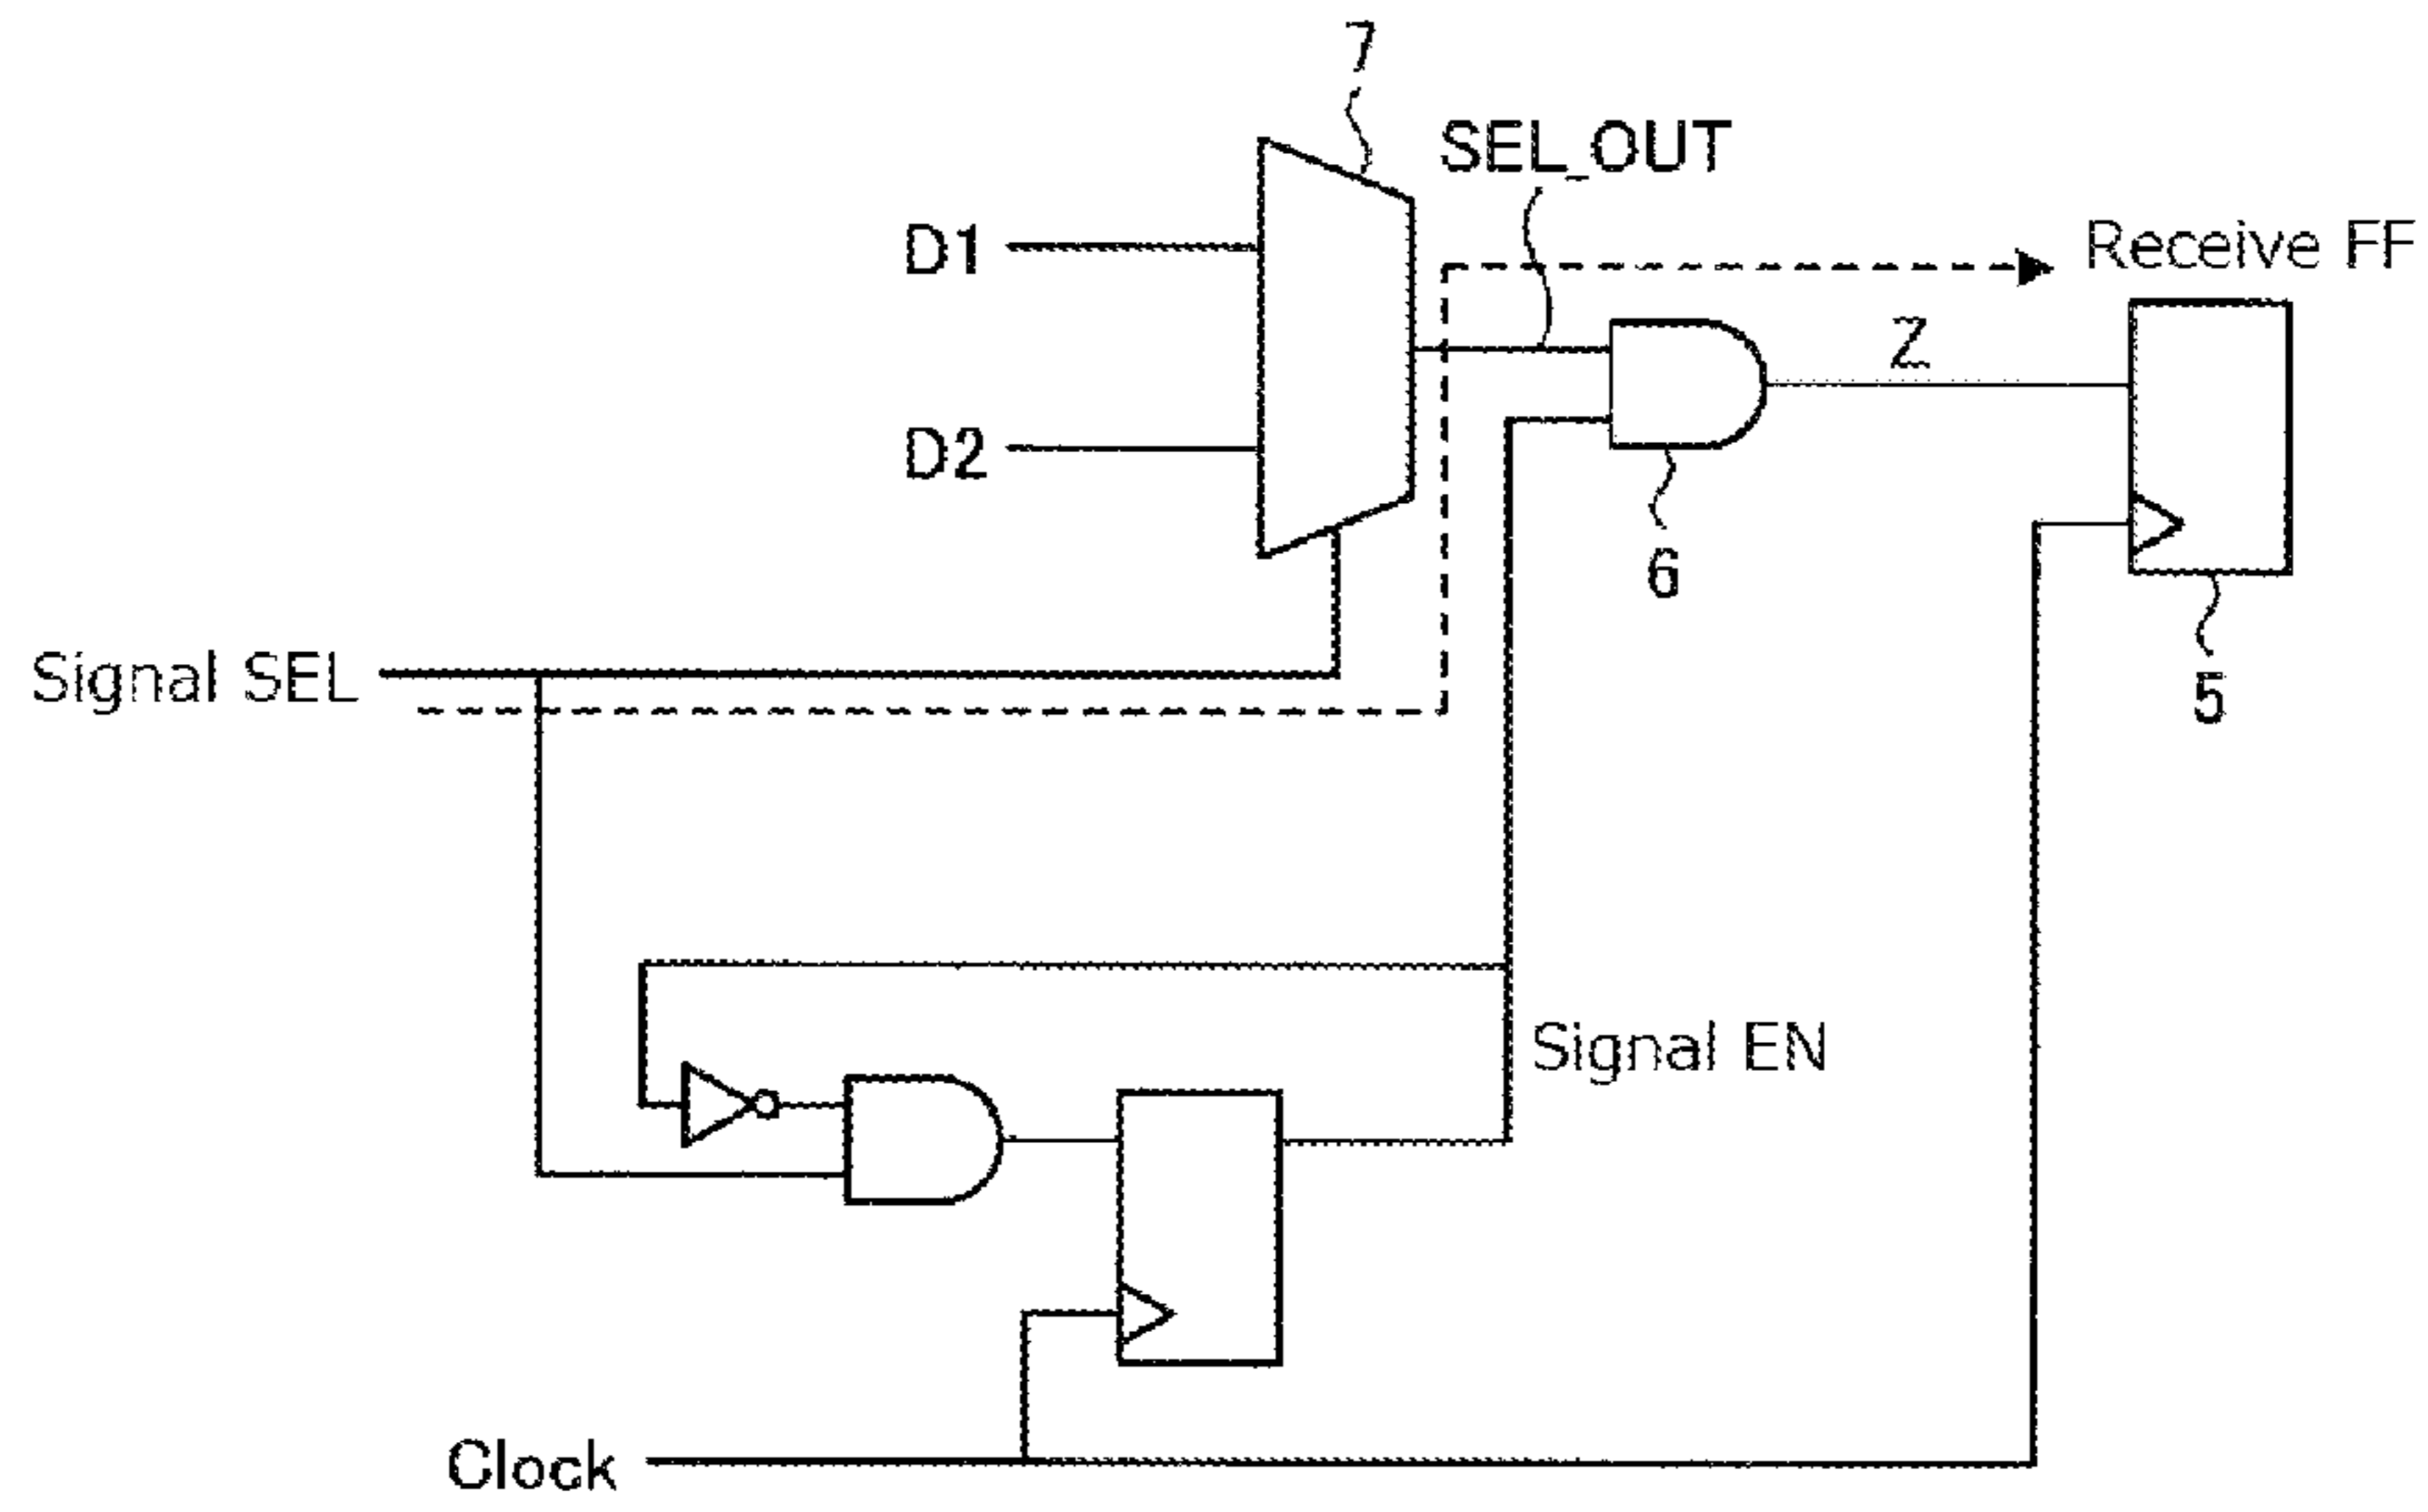 7
SEL_OUT
D1
Receive FF
Z
D2
6
Signal SEL
5
Signal EN
Clock